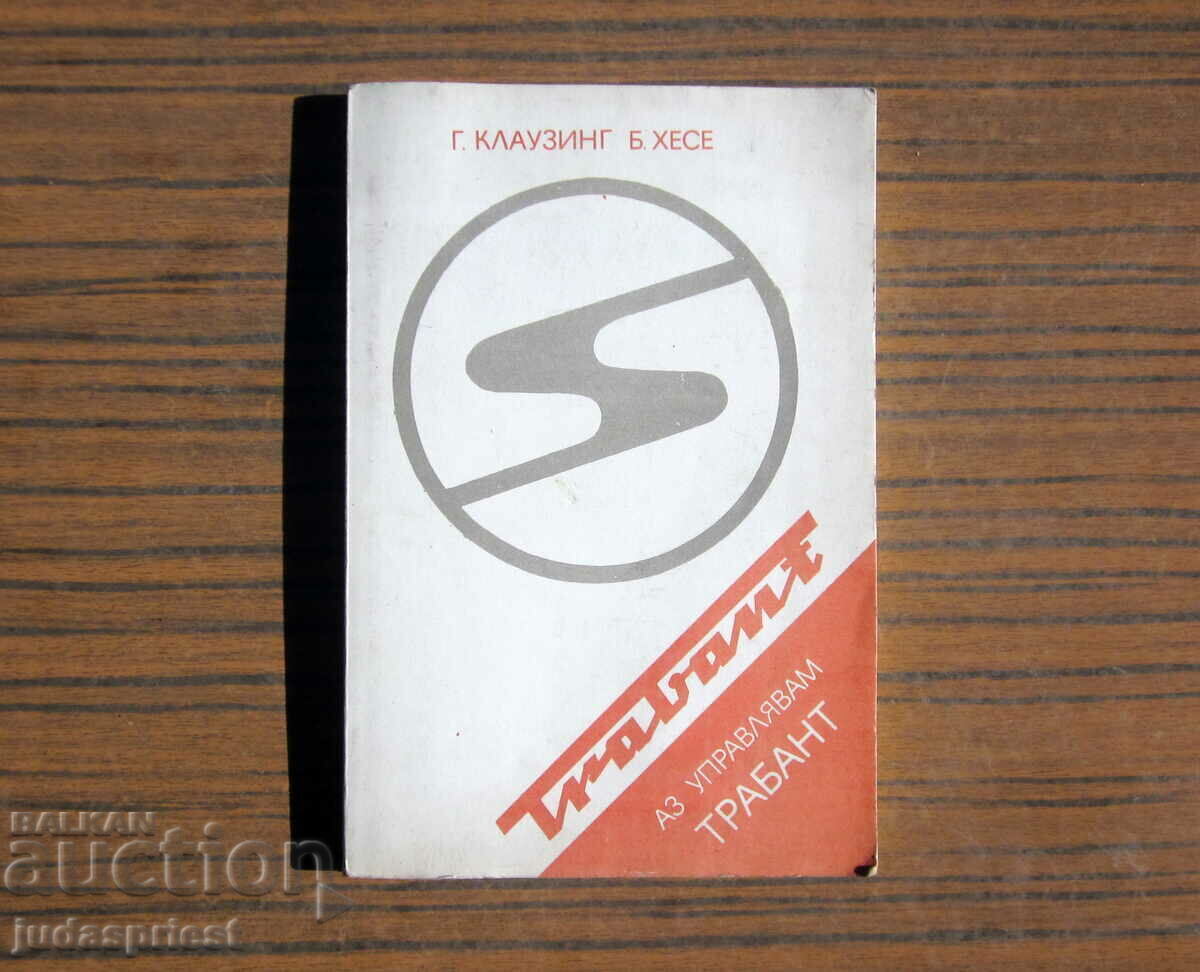 Г. КЛАУЗИНГ Б. ХЕСЕ
S
Trabant
АЗ УПРАВЛЯВАМ
ТРАБАНТ
BALKAN
auction
judaspriest